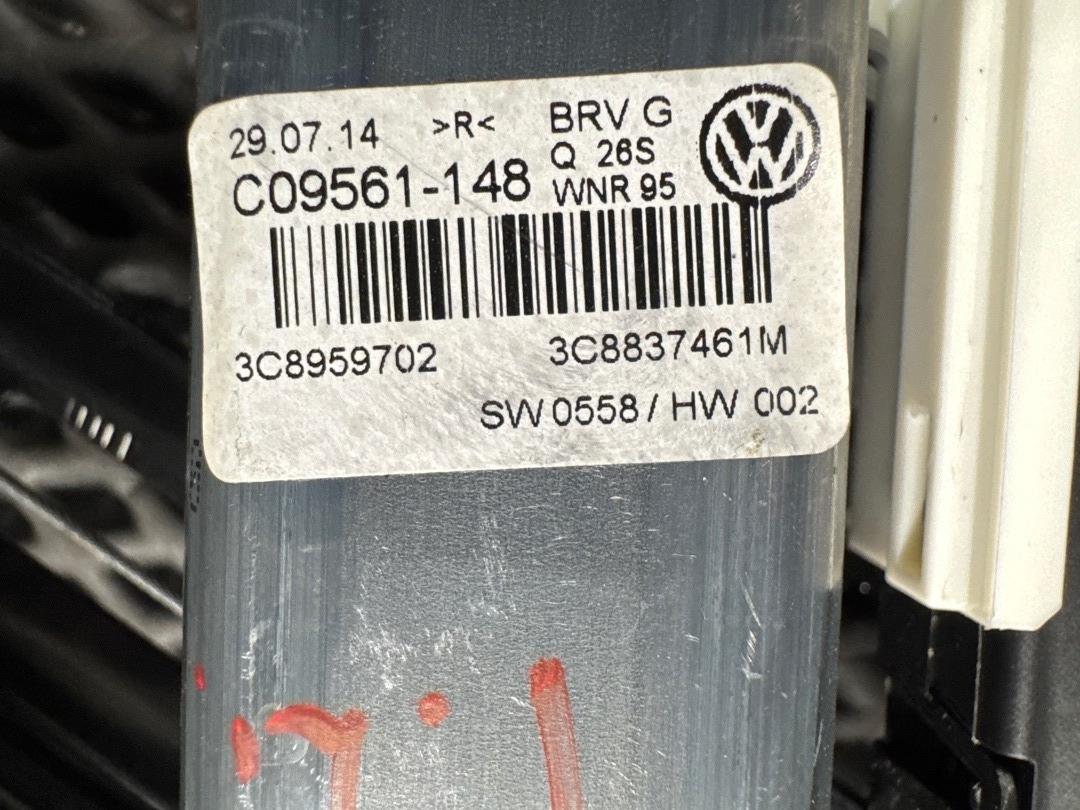 29.07.14 >R< BRV G
Q 26S
C09561-148 WNR 95
3C8959702 3C8837461M
SW 0558 / HW 002